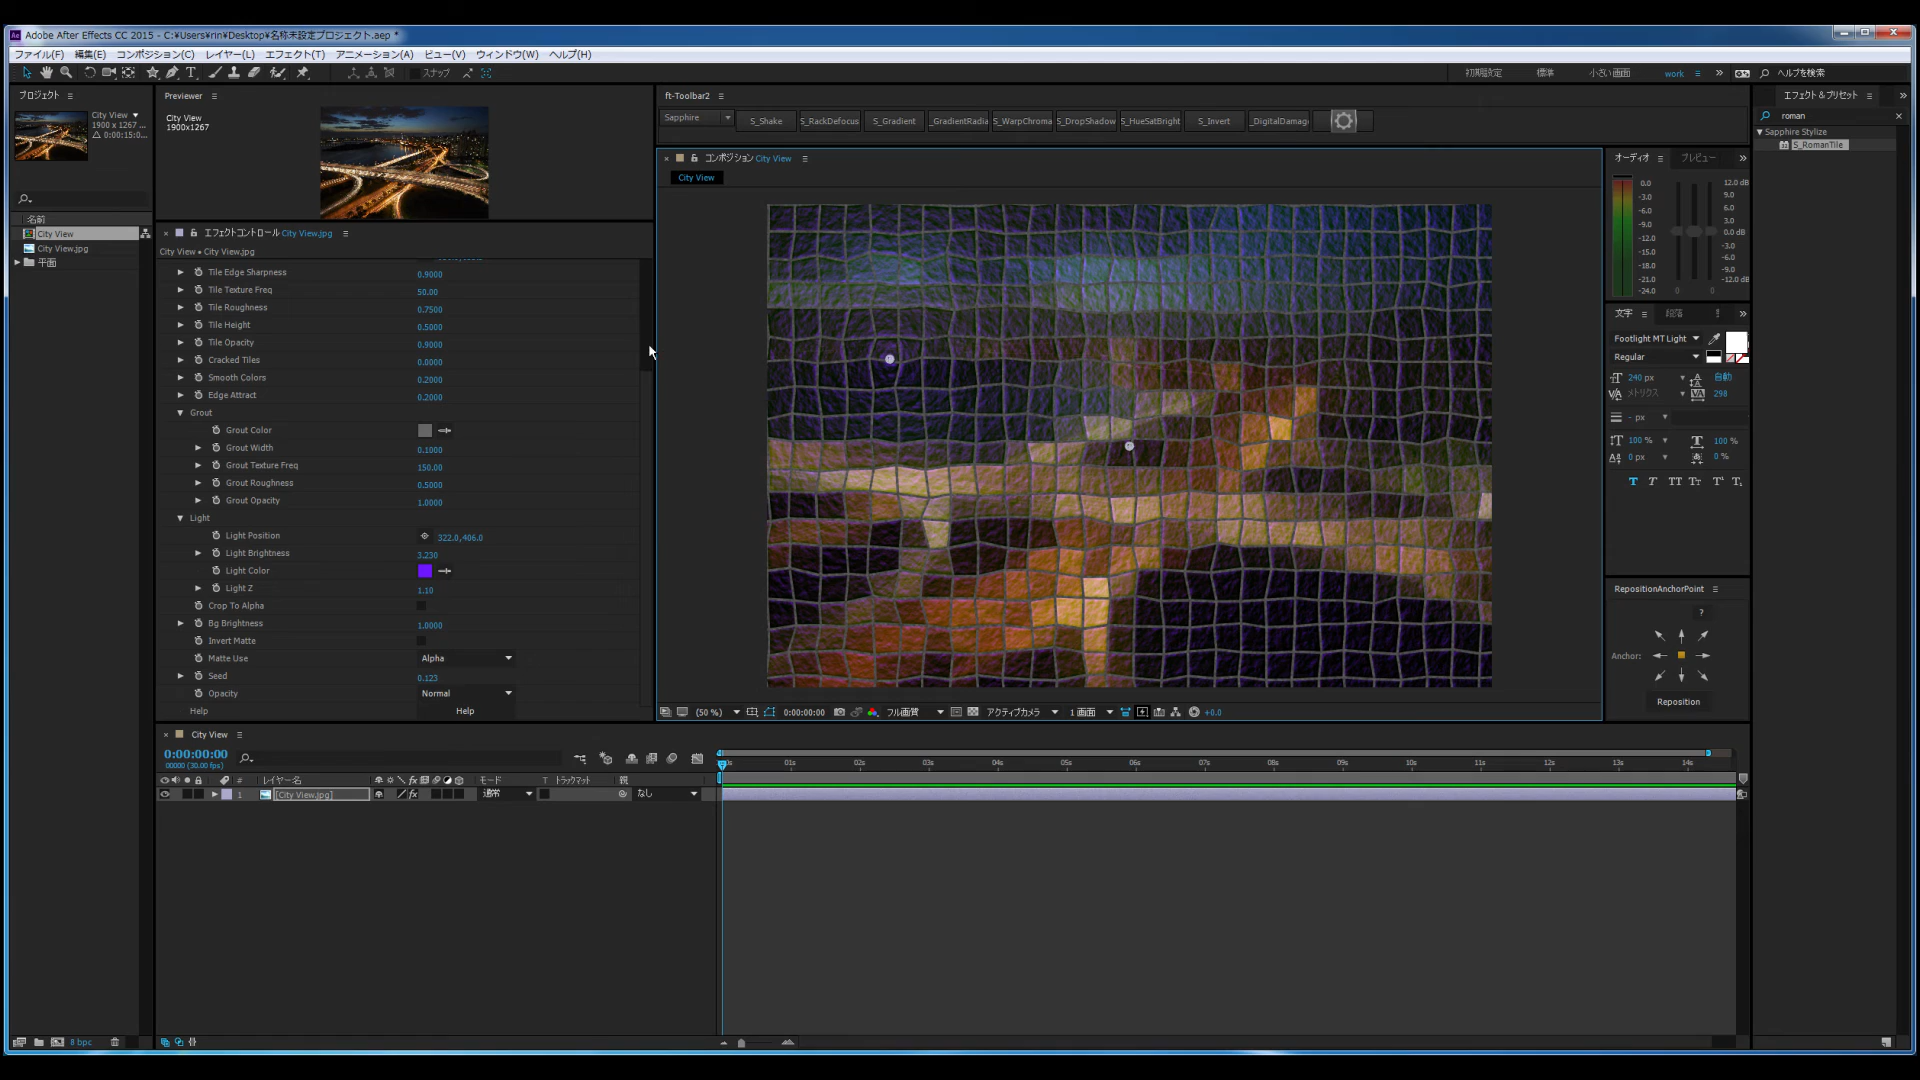 Adobe After Effects CC 2015 - C:¥Users¥rin¥Desktop¥名称未設定プロジェクト.aep *
ファイル(F) 編集(E) コンポジション(C) レイヤー(L) エフェクト(T) アニメーション(A) ビュー(V) ウィンドウ(W) ヘルプ(H)
スナップ 初期設定 標準 小さい画面 work ヘルプを検索
プロジェクト
City View
1900 x 1267 ...
Δ 0:00:15:0...
名前
City View
City View.jpg
平面
8 bpc
Previewer
City View
1900x1267
エフェクトコントロール City View.jpg
City View • City View.jpg
Tile Edge Sharpness 0.9000
Tile Texture Freq 50.00
Tile Roughness 0.7500
Tile Height 0.5000
Tile Opacity 0.9000
Cracked Tiles 0.0000
Smooth Colors 0.2000
Edge Attract 0.2000
Grout
Grout Color
Grout Width 0.1000
Grout Texture Freq 150.00
Grout Roughness 0.5000
Grout Opacity 1.0000
Light
Light Position 322.0,406.0
Light Brightness 3.230
Light Color
Light Z 1.10
Crop To Alpha
Bg Brightness 1.0000
Invert Matte
Matte Use Alpha
Seed 0.123
Opacity Normal
Help Help
ft-Toolbar2
Sapphire S_Shake S_RackDefocus S_Gradient _GradientRadia S_WarpChroma S_DropShadow S_HueSatBright S_Invert _DigitalDamag
コンポジション City View
City View
(50 %) 0:00:00:00 フル画質 アクティブカメラ 1 画面 +0.0
エフェクト&プリセット
roman
Sapphire Stylize
S_RomanTile
オーディオ プレビュー
0.0
-3.0
-6.0
-9.0
-12.0
-15.0
-18.0
-21.0
-24.0
12.0 dB
9.0
6.0
3.0
0.0 dB
-3.0
-6.0
-9.0
-12.0 dB
0 0
文字 段落
Footlight MT Light
Regular
240 px 自動
メトリクス 298
- px
100 % 100 %
0 px 0 %
T T TT Tт T¹ T₁
RepositionAnchorPoint
?
Anchor:
Reposition
City View
0:00:00:00
00000 (30.00 fps)
# レイヤー名 モード T トラックマット 親
1 [City View.jpg] 通常 なし
01s 02s 03s 04s 05s 06s 07s 08s 09s 10s 11s 12s 13s 14s